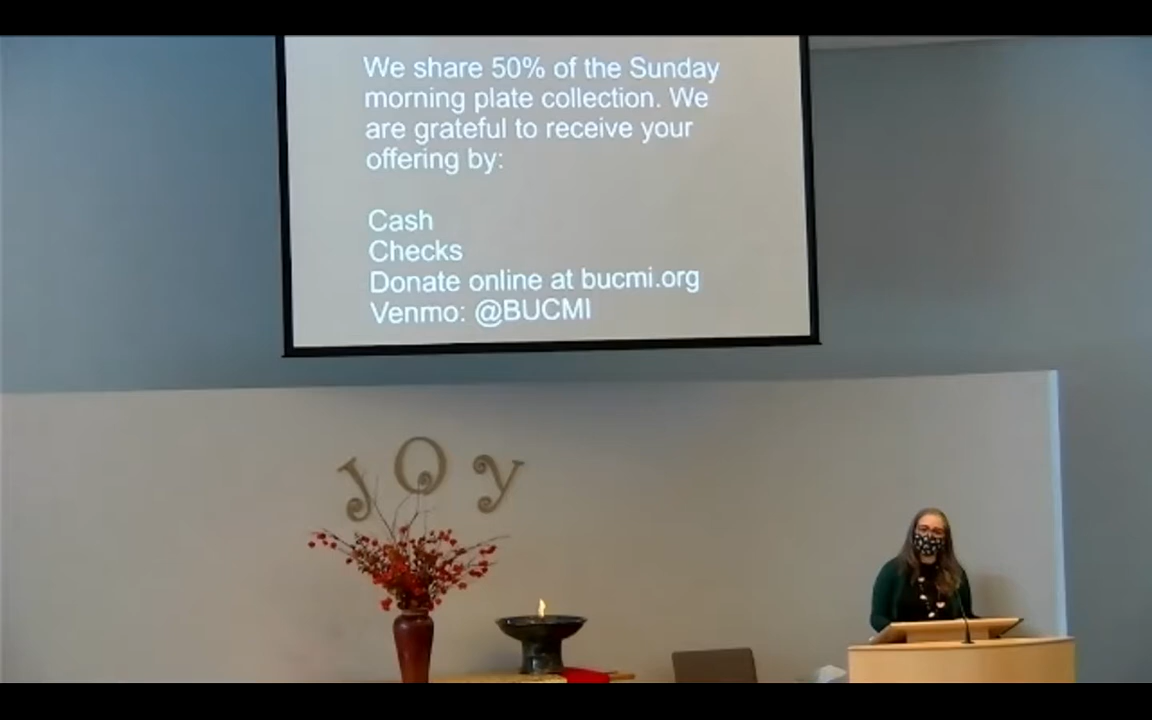 We share 50% of the Sunday
morning plate collection. We
are grateful to receive your
offering by:
Cash
Checks
Donate online at bucmi.org
Venmo: @BUCMI
JOy